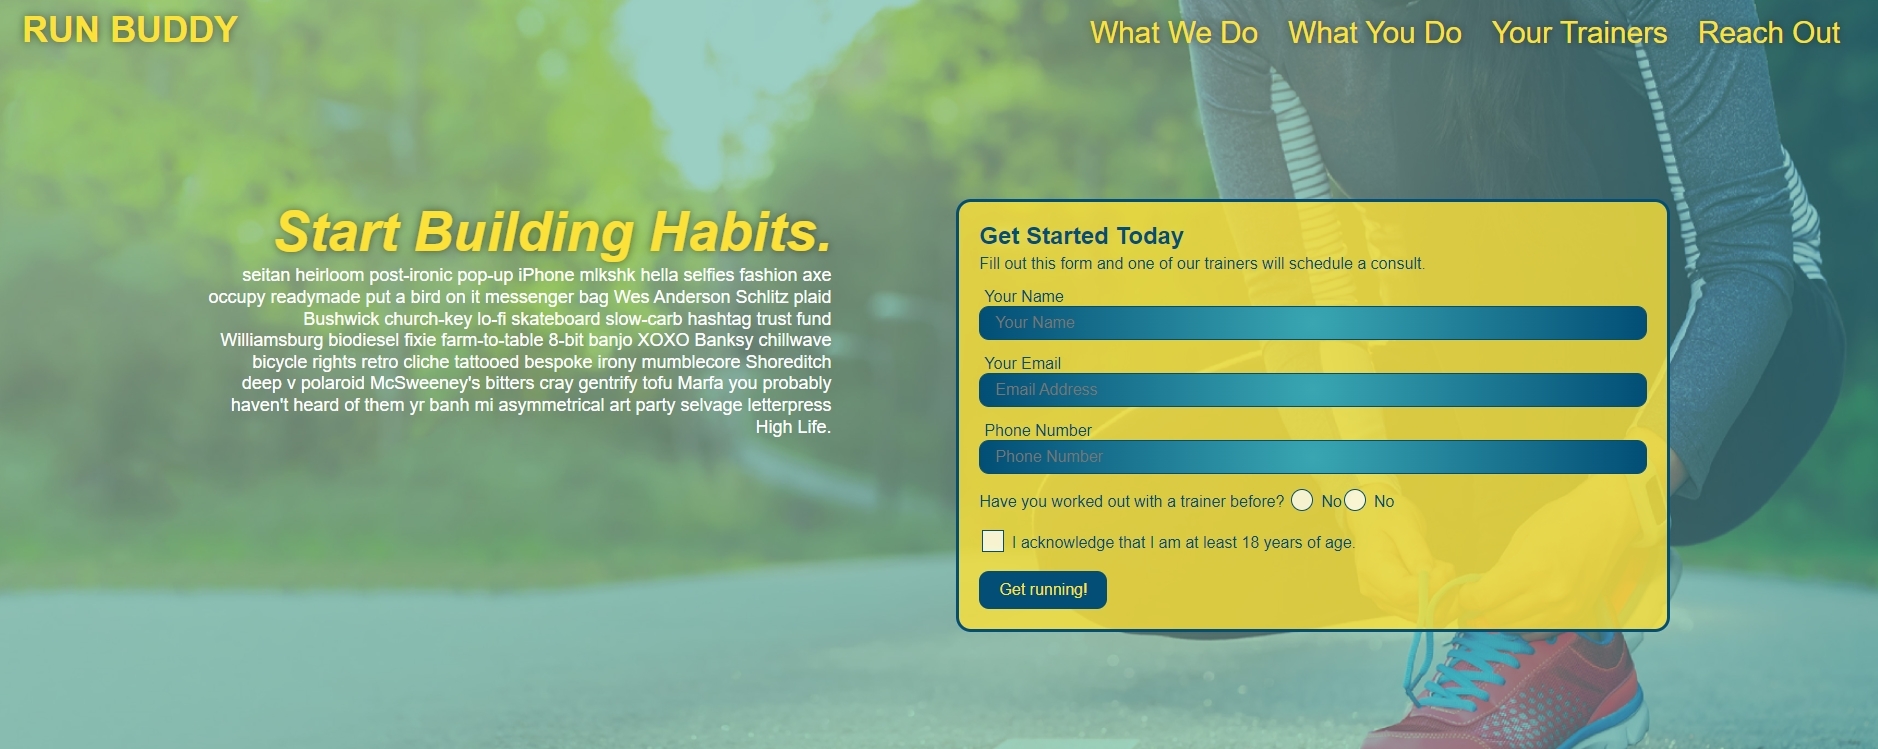 RUN BUDDY
What We Do What You Do Your Trainers Reach Out
Start Building Habits.
seitan heirloom post-ironic pop-up iPhone mlkshk hella selfies fashion axe
occupy readymade put a bird on it messenger bag Wes Anderson Schlitz plaid
Bushwick church-key lo-fi skateboard slow-carb hashtag trust fund
Williamsburg biodiesel fixie farm-to-table 8-bit banjo XOXO Banksy chillwave
bicycle rights retro cliche tattooed bespoke irony mumblecore Shoreditch
deep v polaroid McSweeney's bitters cray gentrify tofu Marfa you probably
haven't heard of them yr banh mi asymmetrical art party selvage letterpress
High Life.
Get Started Today
Fill out this form and one of our trainers will schedule a consult.
Your Name
Your Name
Your Email
Email Address
Phone Number
Phone Number
Have you worked out with a trainer before? No No
I acknowledge that I am at least 18 years of age.
Get running!